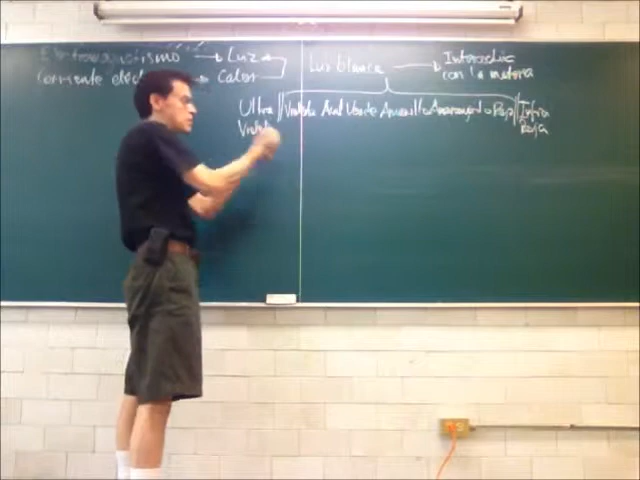 Electromagnetismo → Luz
Corriente → Calor
Luz blanca → Interacción
con la materia
Ultra Violeta Azul Verde Amarillo Anaranjado Rojo Infra
Violeta Roja